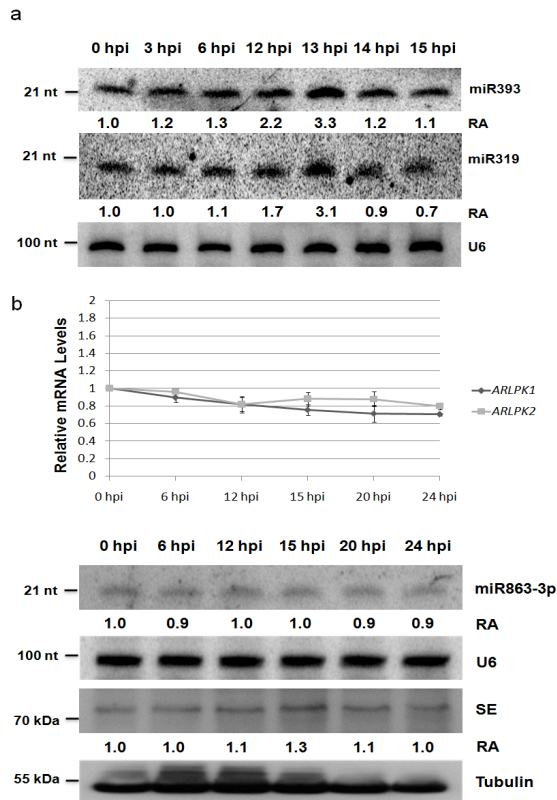 a
0 hpi 3 hpi 6 hpi 12 hpi 13 hpi 14 hpi 15 hpi
21 nt miR393
1.0 1.2 1.3 2.2 3.3 1.2 1.1 RA
21 nt miR319
1.0 1.0 1.1 1.7 3.1 0.9 0.7 RA
100 nt U6
b
Relative mRNA Levels
2
1.8
1.6
1.4
1.2
1
0.8
0.6
0.4
0.2
0
0 hpi 6 hpi 12 hpi 15 hpi 20 hpi 24 hpi
ARLPK1
ARLPK2
0 hpi 6 hpi 12 hpi 15 hpi 20 hpi 24 hpi
21 nt miR863-3p
1.0 0.9 1.0 1.0 0.9 0.9 RA
100 nt U6
70 kDa SE
1.0 1.0 1.1 1.3 1.1 1.0 RA
55 kDa Tubulin